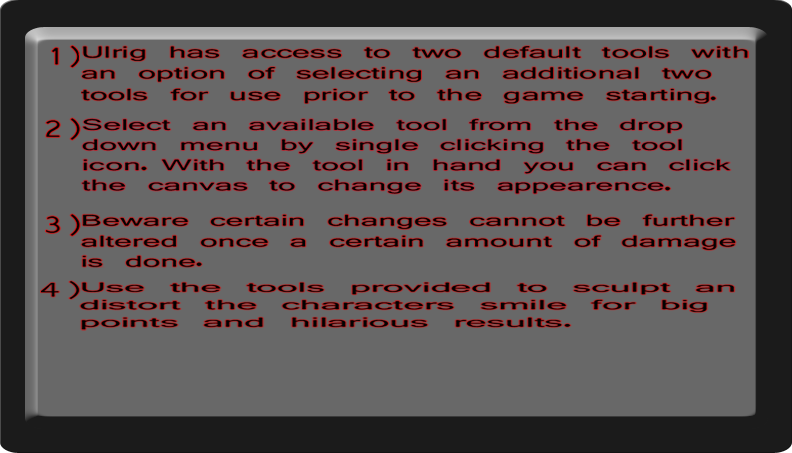 1)Ulrig has access to two default tools with
an option of selecting an additional two
tools for use prior to the game starting.
2)Select an available tool from the drop
down menu by single clicking the tool
icon. With the tool in hand you can click
the canvas to change its appearence.
3)Beware certain changes cannot be further
altered once a certain amount of damage
is done.
4)Use the tools provided to sculpt an
distort the characters smile for big
points and hilarious results.